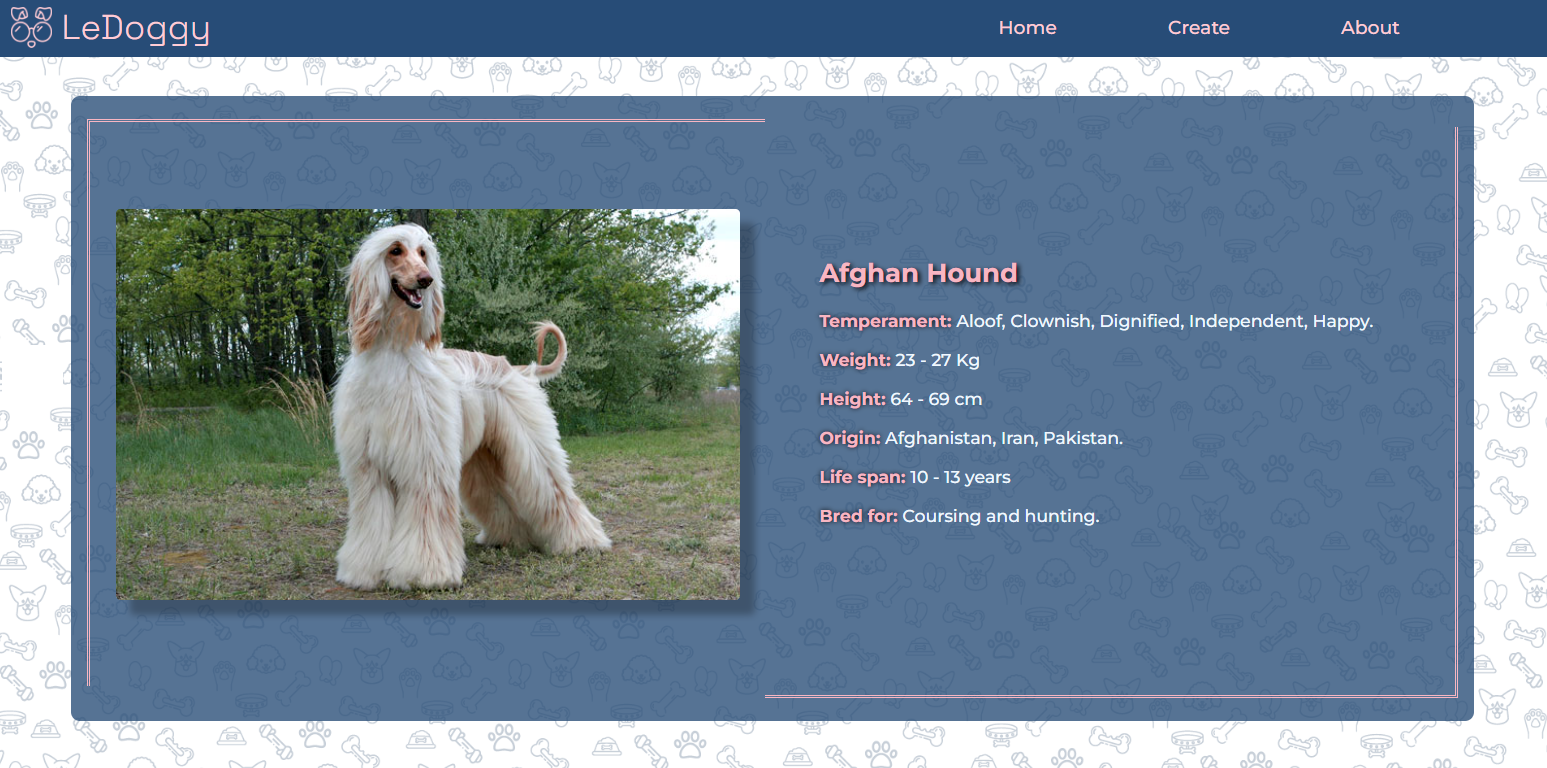 LeDoggy
Home Create About
Afghan Hound
Temperament: Aloof, Clownish, Dignified, Independent, Happy.
Weight: 23 - 27 Kg
Height: 64 - 69 cm
Origin: Afghanistan, Iran, Pakistan.
Life span: 10 - 13 years
Bred for: Coursing and hunting.